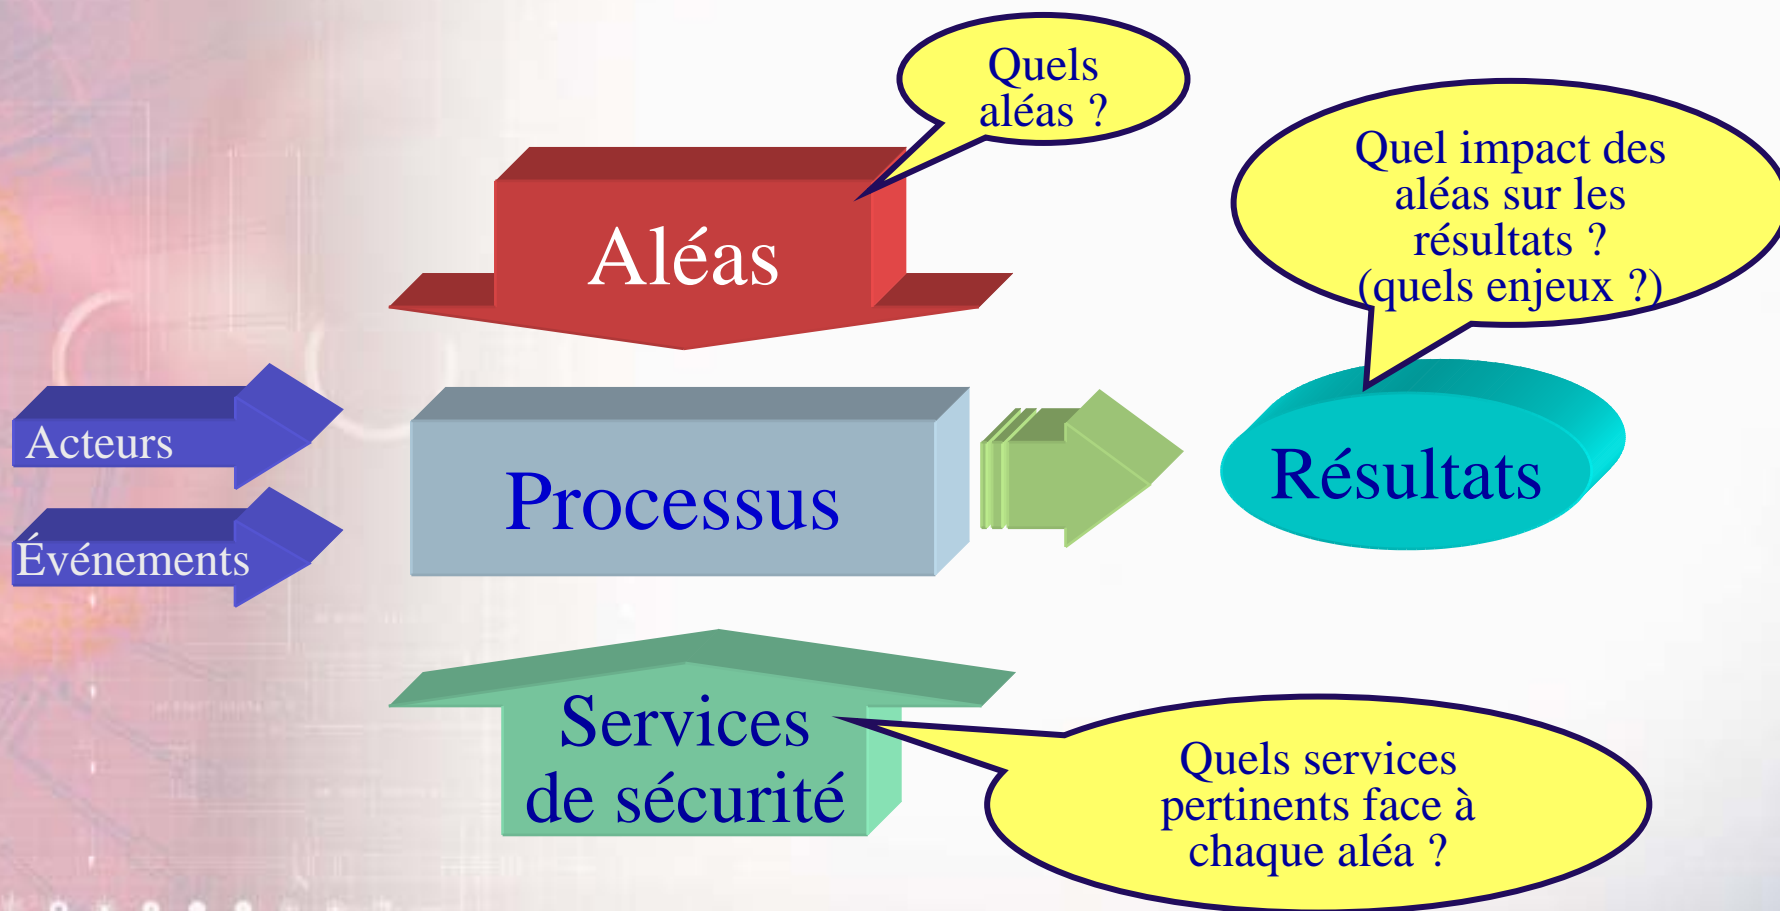 Quels
aléas ?
Quel impact des
aléas sur les
résultats ?
(quels enjeux ?)
Aléas
Acteurs
Événements
Processus
Résultats
Services
de sécurité
Quels services
pertinents face à
chaque aléa ?